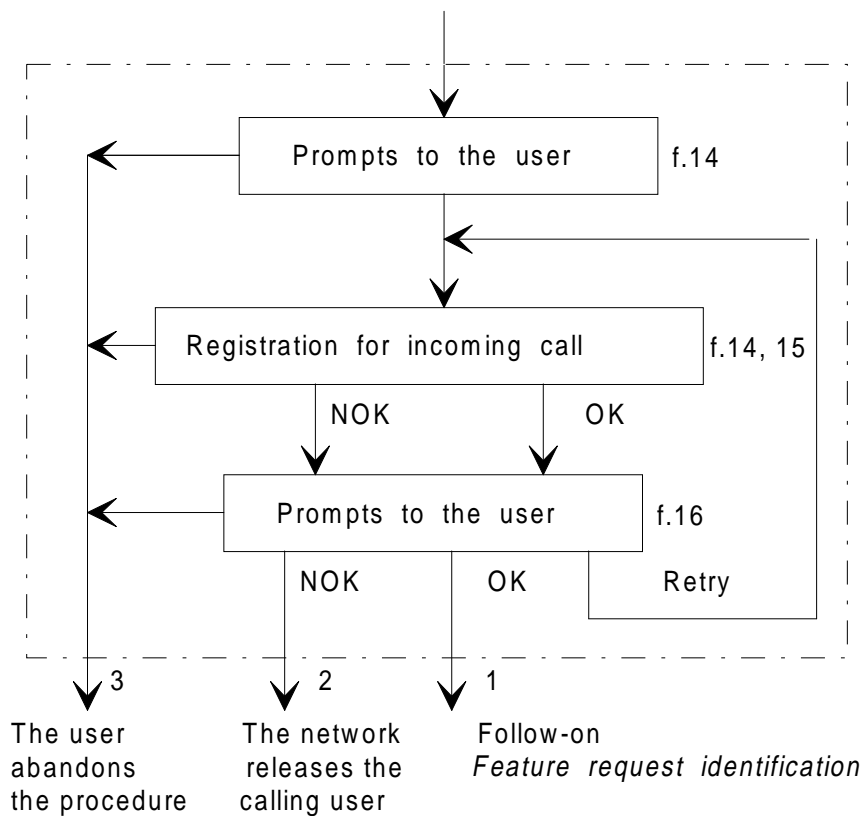 Prompts to the user
f.14
Registration for incoming call
f.14, 15
NOK
OK
Prompts to the user
f.16
NOK
OK
Retry
3
2
1
The user
abandons
the procedure
The network
releases the
calling user
Follow-on
Feature request identification